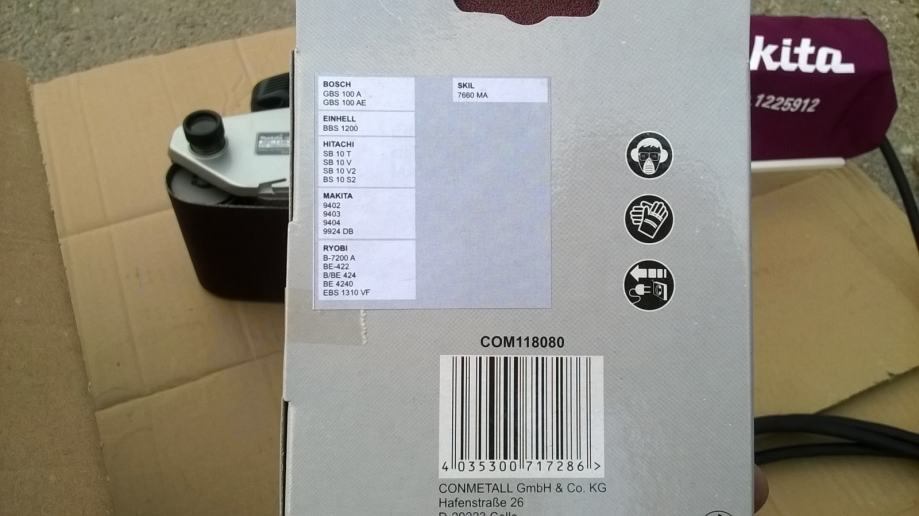 BOSCH
GBS 100 A
GBS 100 AE
EINHELL
BBS 1200
HITACHI
SB 10 T
SB 10 V
SB 10 V2
BS 10 S2
MAKITA
9402
9403
9404
9924 DB
RYOBI
B-7200 A
BE-422
B/BE 424
BE 4240
EBS 1310 VF
SKIL
7660 MA
kita
.1225912
COM118080
4 035300 717286 >
CONMETALL GmbH & Co. KG
Hafenstraße 26
D-29223 Celle